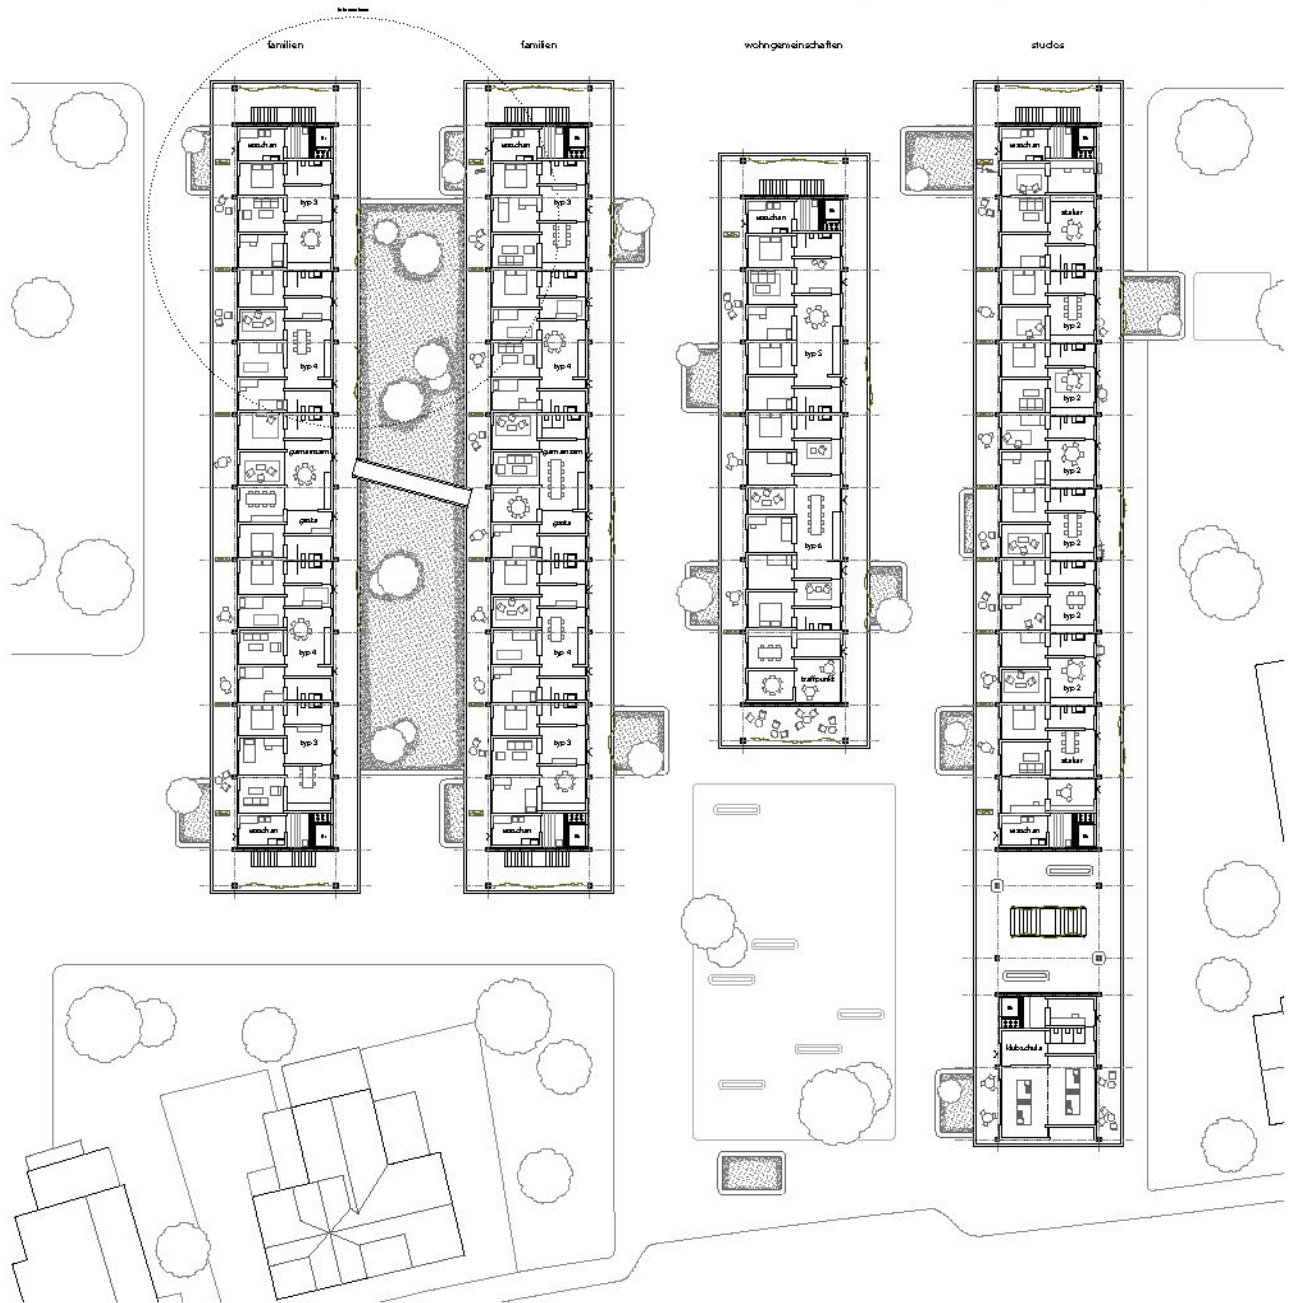 familien
familien
wohngemeinschaften
studios
waschen
waschen
waschen
waschen
typ 3
typ 3
atelier
typ 4
typ 4
typ 5
typ 2
typ 2
gemeinsam
gemeinsam
typ 2
gäste
gäste
typ 6
typ 2
typ 4
typ 4
treffpunkt
typ 2
typ 2
typ 3
typ 3
atelier
waschen
waschen
waschen
klubschule